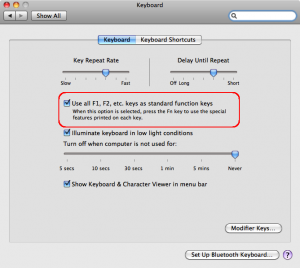 Keyboard
Show All
Keyboard Keyboard Shortcuts
Key Repeat Rate Delay Until Repeat
Slow Fast Off Long Short
Use all F1, F2, etc. keys as standard function keys
When this option is selected, press the Fn key to use the special
features printed on each key.
Illuminate keyboard in low light conditions
Turn off when computer is not used for:
5 secs 10 secs 30 secs 1 min 5 mins Never
Show Keyboard & Character Viewer in menu bar
Modifier Keys...
Set Up Bluetooth Keyboard... ?